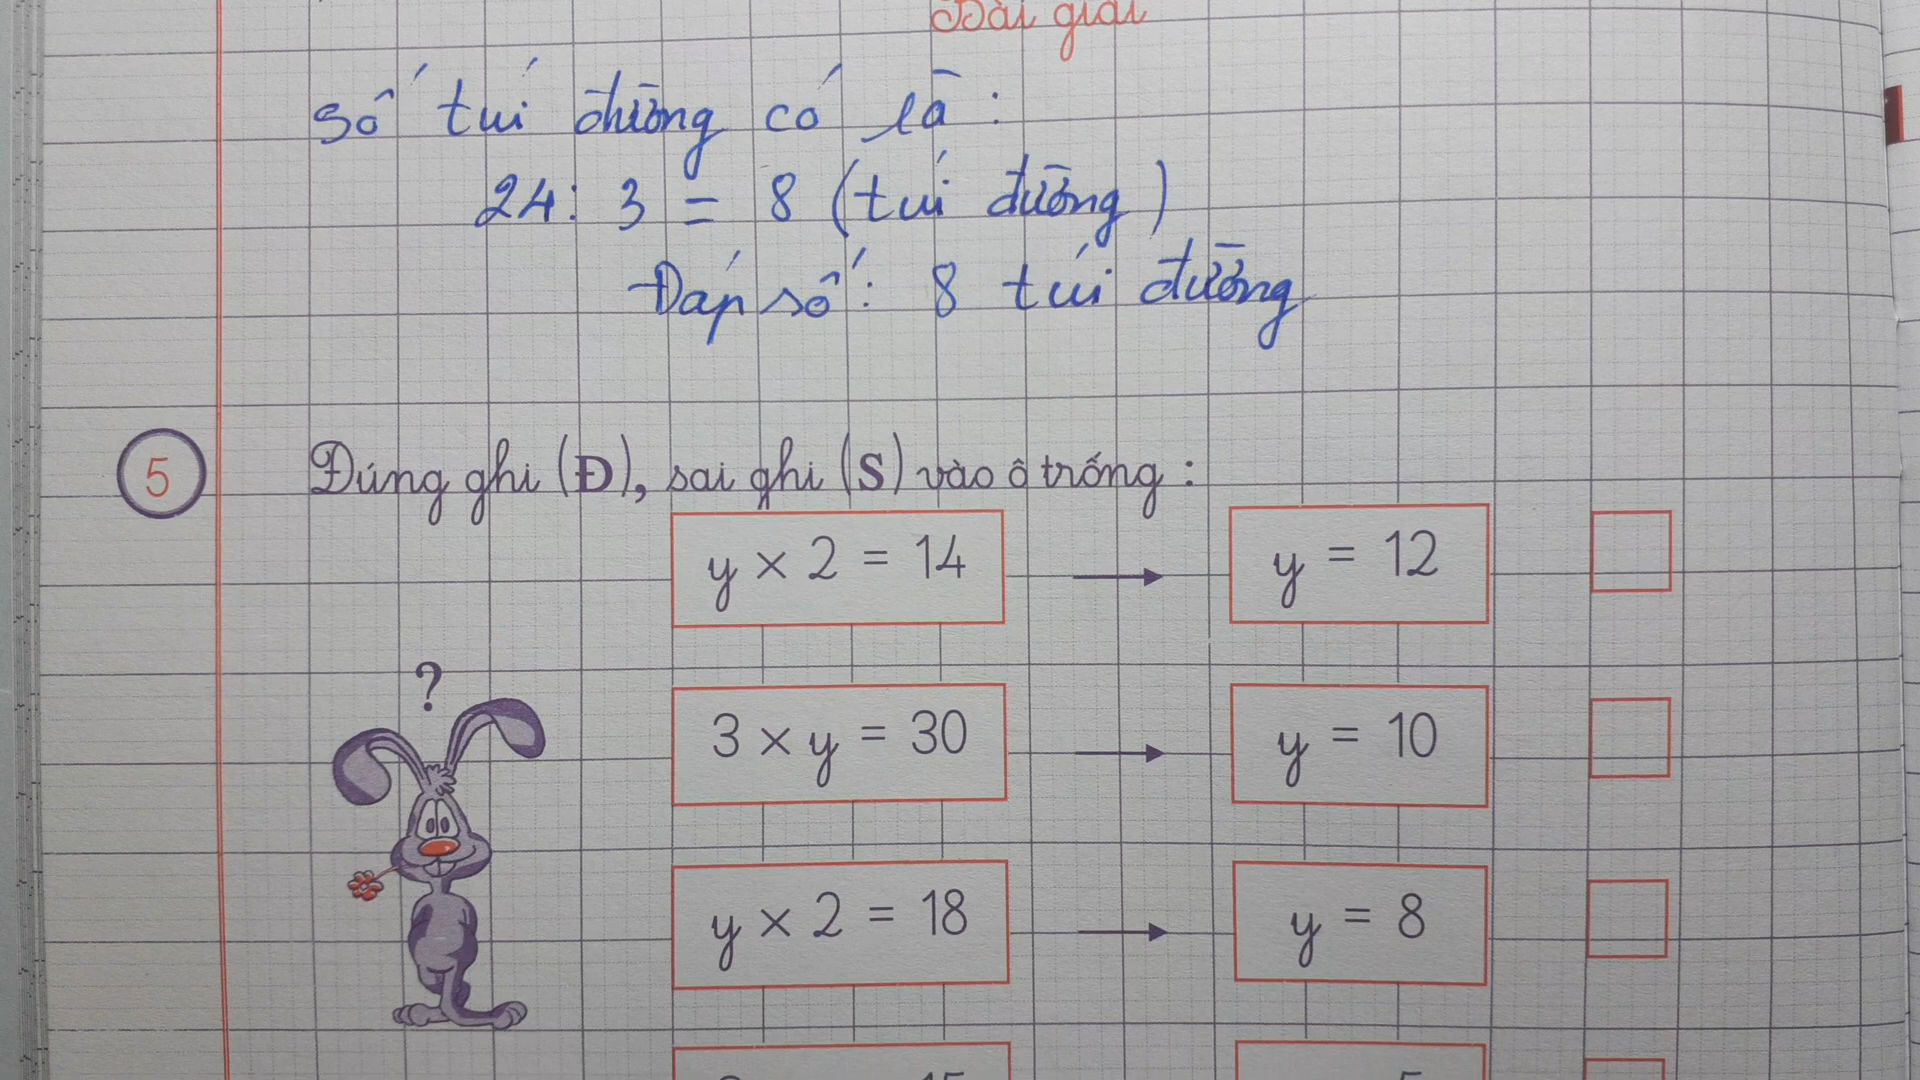 Bài giải
Số túi đường có là:
24 : 3 = 8 (túi đường)
Đáp số: 8 túi đường
5 Đúng ghi (Đ), sai ghi (S) vào ô trống :
y × 2 = 14 → y = 12
?
3 × y = 30 → y = 10
y × 2 = 18 → y = 8